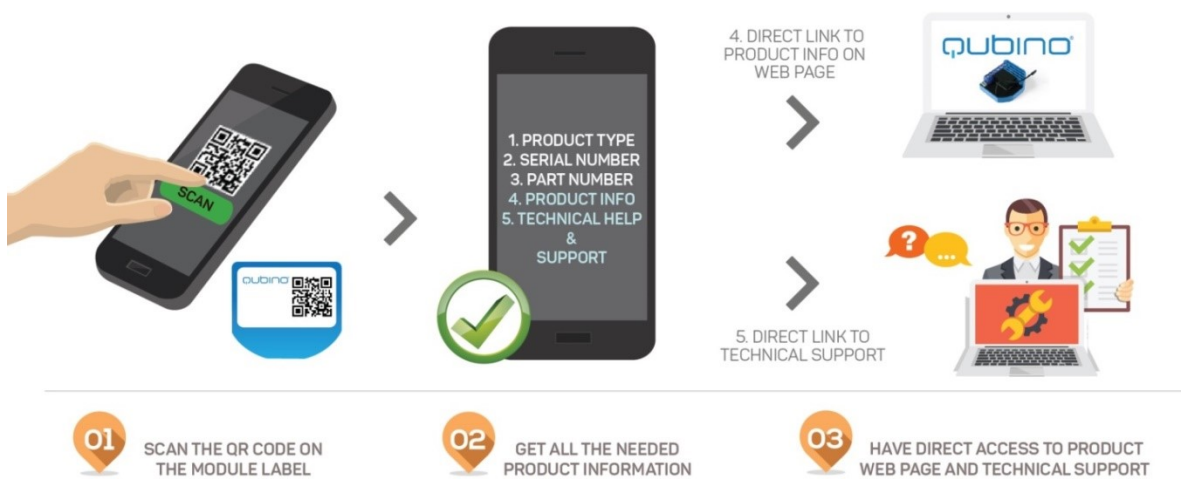 SCAN
QUBINO
1. PRODUCT TYPE
2. SERIAL NUMBER
3. PART NUMBER
4. PRODUCT INFO
5. TECHNICAL HELP
&
SUPPORT
4. DIRECT LINK TO
PRODUCT INFO ON
WEB PAGE
QUBINO®
?
...
5. DIRECT LINK TO
TECHNICAL SUPPORT
01
SCAN THE QR CODE ON
THE MODULE LABEL
02
GET ALL THE NEEDED
PRODUCT INFORMATION
03
HAVE DIRECT ACCESS TO PRODUCT
WEB PAGE AND TECHNICAL SUPPORT